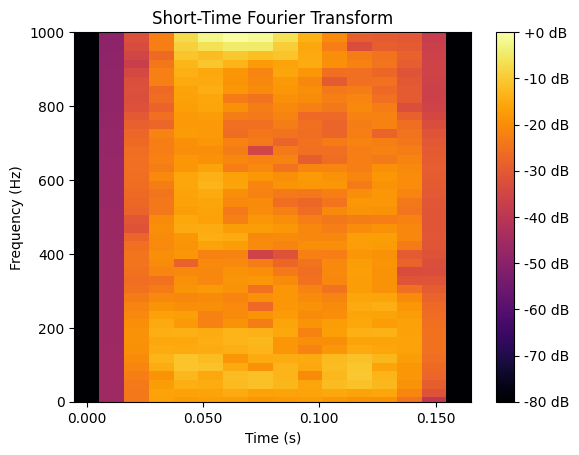 Short-Time Fourier Transform
Frequency (Hz)
1000
800
600
400
200
0
0.000 0.050 0.100 0.150
Time (s)
+0 dB
-10 dB
-20 dB
-30 dB
-40 dB
-50 dB
-60 dB
-70 dB
-80 dB